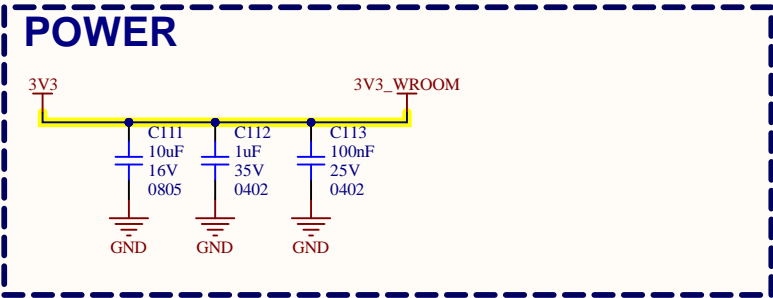 POWER
3V3
3V3_WROOM
C111
10uF
16V
0805
C112
1uF
35V
0402
C113
100nF
25V
0402
GND
GND
GND